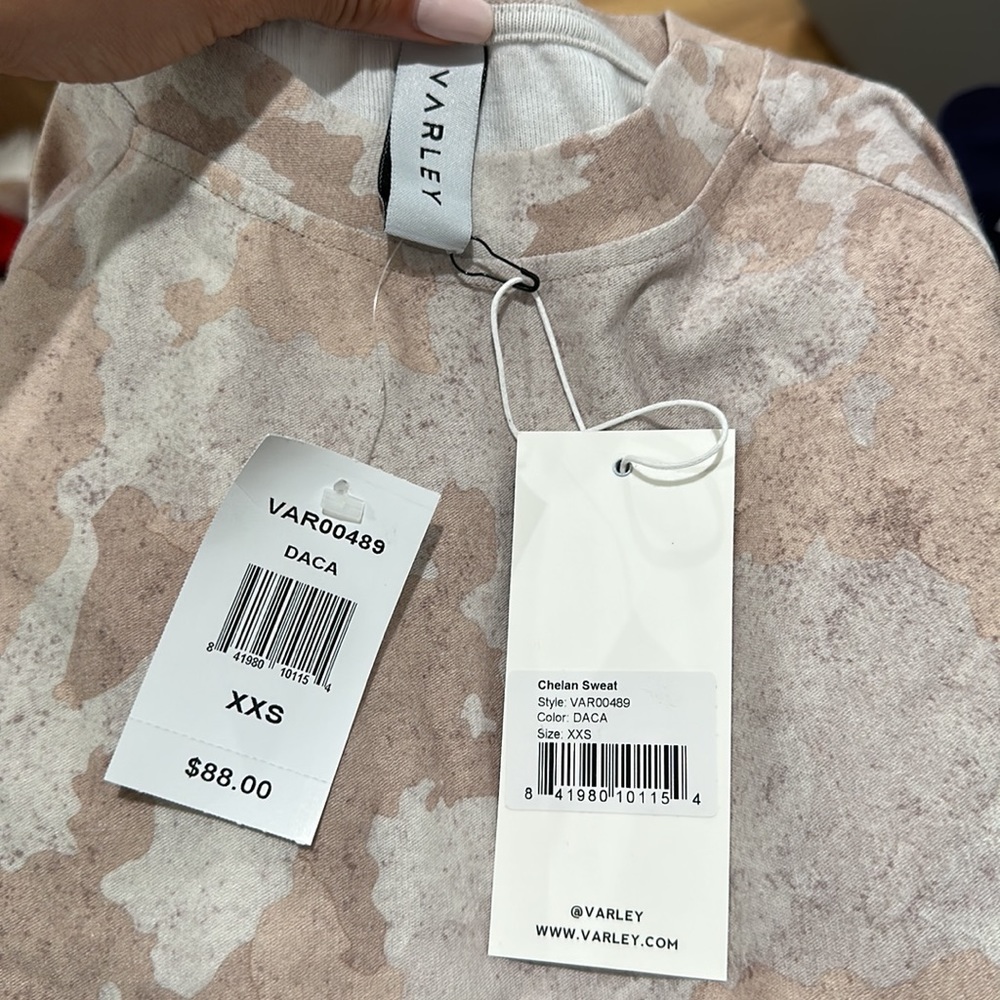 VARLEY
VAR00489
DACA
8 41980 10115 4
XXS
$88.00
Chelan Sweat
Style: VAR00489
Color: DACA
Size: XXS
8 41980 10115 4
@VARLEY
WWW.VARLEY.COM